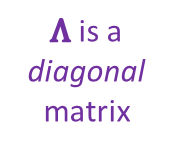 Λ is a
diagonal
matrix